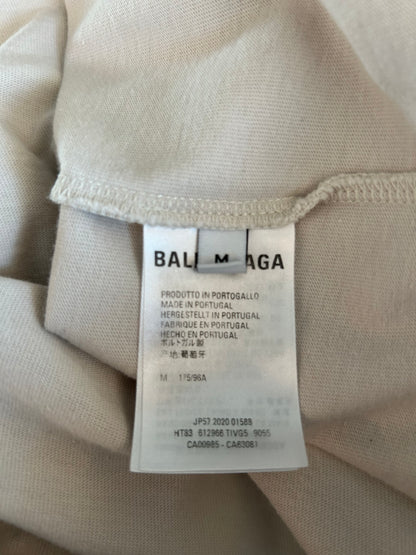 BAL M AGA
PRODOTTO IN PORTOGALLO
MADE IN PORTUGAL
HERGESTELLT IN PORTUGAL
FABRIQUE EN PORTUGAL
HECHO EN PORTUGAL
ポルトガル製
产地:葡萄牙
M 175/96A
JP57 2020 01588
HT83 612966 TIVG5 9055
CA00985 - CA63081